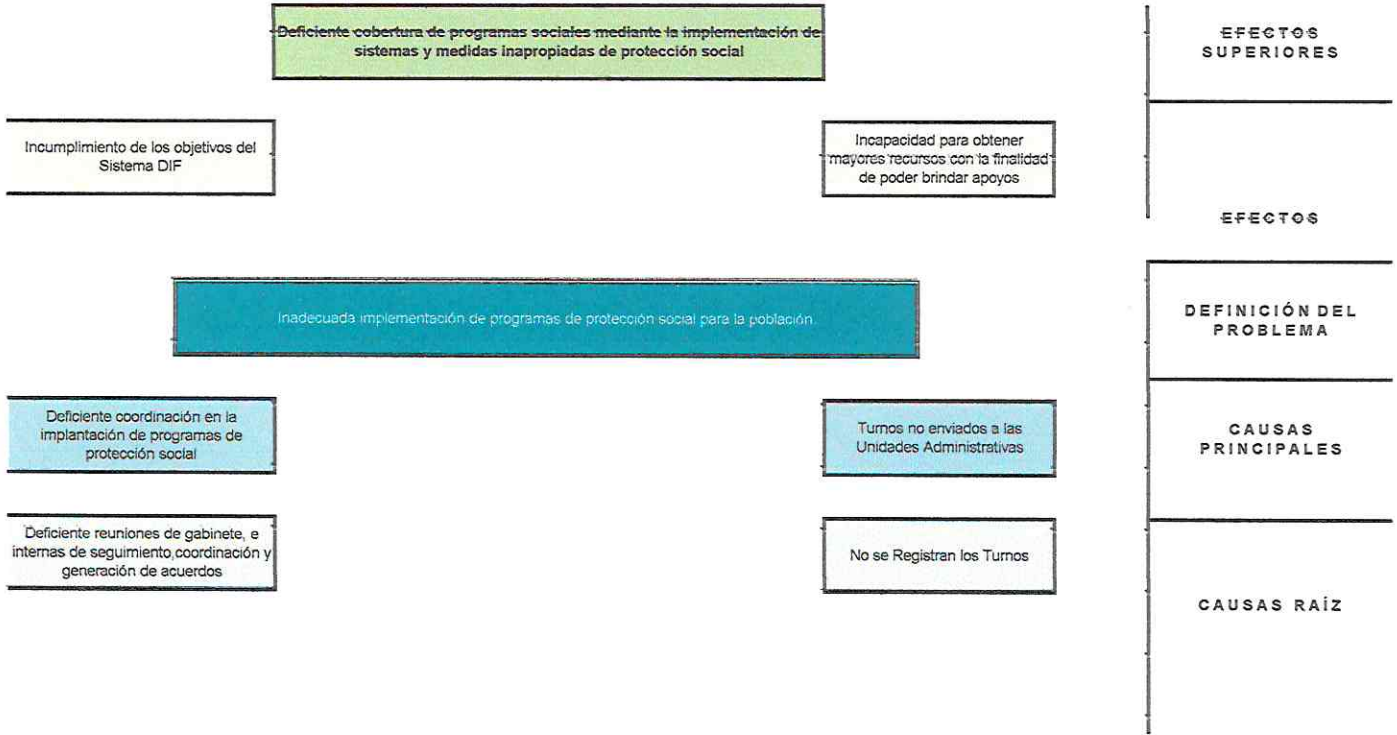 Deficiente cobertura de programas sociales mediante la implementación de
sistemas y medidas inapropiadas de protección social
EFECTOS
SUPERIORES
Incumplimiento de los objetivos del
Sistema DIF
Incapacidad para obtener
mayores recursos con la finalidad
de poder brindar apoyos
EFECTOS
Inadecuada implementación de programas de protección social para la población.
DEFINICIÓN DEL
PROBLEMA
Deficiente coordinación en la
implantación de programas de
protección social
Turnos no enviados a las
Unidades Administrativas
CAUSAS
PRINCIPALES
Deficiente reuniones de gabinete, e
internas de seguimiento,coordinación y
generación de acuerdos
No se Registran los Turnos
CAUSAS RAÍZ